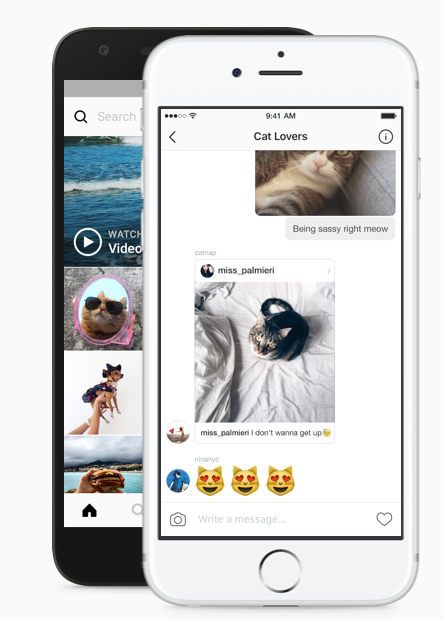 Search
WATCH
Video
9:41 AM
Cat Lovers
Being sassy right meow
catnap
miss_palmieri
miss_palmieri I don't wanna get up
ninanyc
Write a message...